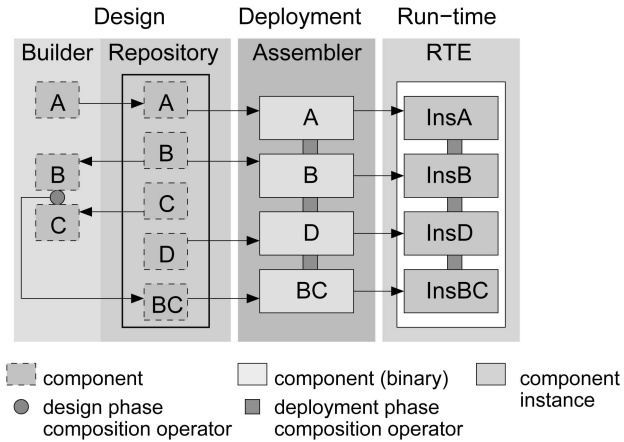 Design Deployment Run-time
Builder Repository Assembler RTE
A A A InsA
B B B InsB
C C D InsD
D BC InsBC
BC
component component (binary) component instance
design phase composition operator deployment phase composition operator